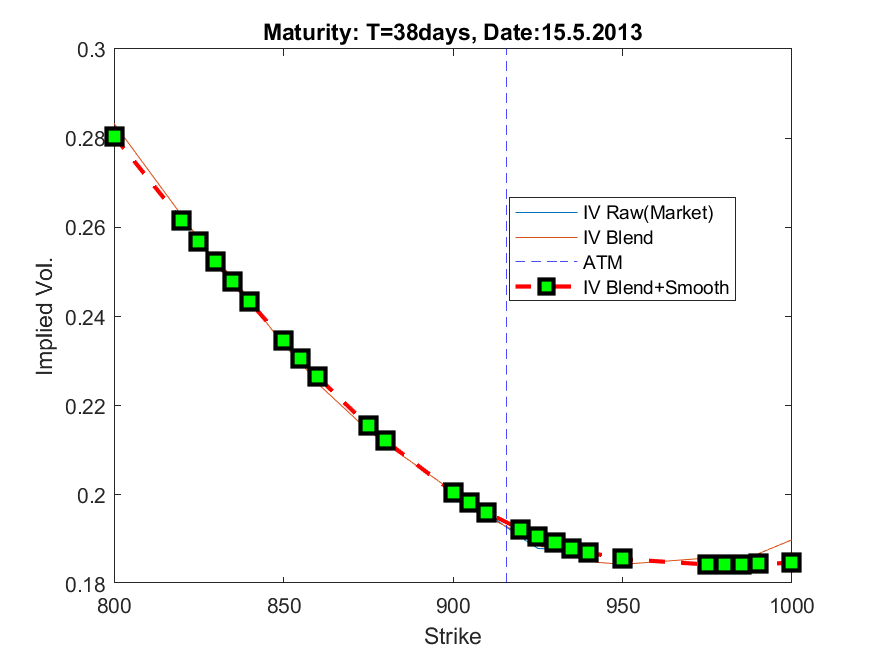 Maturity: T=38days, Date:15.5.2013
0.3
0.28
0.26
0.24
0.22
0.2
0.18
Implied Vol.
IV Raw(Market)
IV Blend
ATM
IV Blend+Smooth
800
850
900
950
1000
Strike